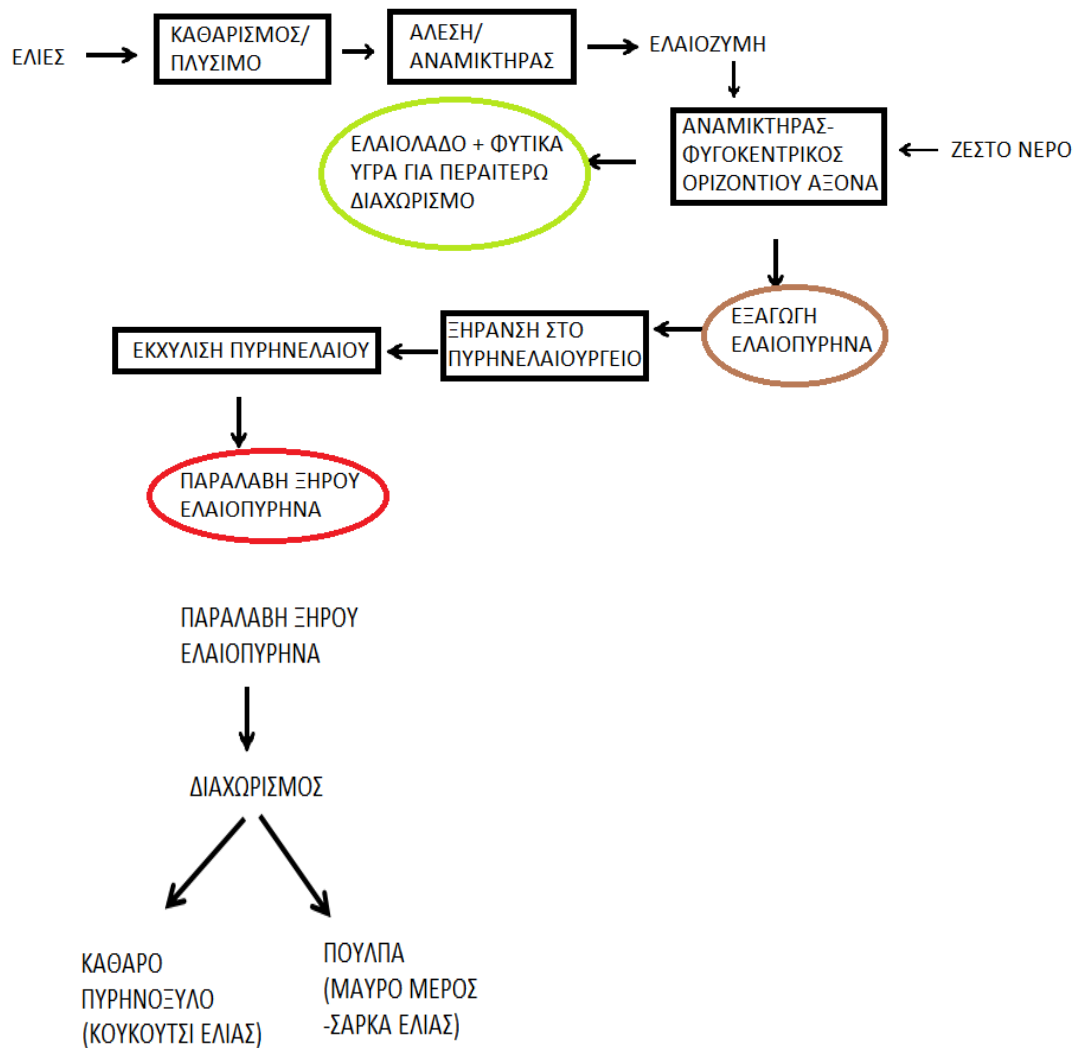 ΕΛΙΕΣ
ΚΑΘΑΡΙΣΜΟΣ/
ΠΛΥΣΙΜΟ
ΑΛΕΣΗ/
ΑΝΑΜΙΚΤΗΡΑΣ
ΕΛΑΙΟΖΥΜΗ
ΑΝΑΜΙΚΤΗΡΑΣ-
ΦΥΓΟΚΕΝΤΡΙΚΟΣ
ΟΡΙΖΟΝΤΙΟΥ ΑΞΟΝΑ
ΖΕΣΤΟ ΝΕΡΟ
ΕΛΑΙΟΛΑΔΟ + ΦΥΤΙΚΑ
ΥΓΡΑ ΓΙΑ ΠΕΡΑΙΤΕΡΩ
ΔΙΑΧΩΡΙΣΜΟ
ΕΞΑΓΩΓΗ
ΕΛΑΙΟΠΥΡΗΝΑ
ΞΗΡΑΝΣΗ ΣΤΟ
ΠΥΡΗΝΕΛΑΙΟΥΡΓΕΙΟ
ΕΚΧΥΛΙΣΗ ΠΥΡΗΝΕΛΑΙΟΥ
ΠΑΡΑΛΑΒΗ ΞΗΡΟΥ
ΕΛΑΙΟΠΥΡΗΝΑ
ΠΑΡΑΛΑΒΗ ΞΗΡΟΥ
ΕΛΑΙΟΠΥΡΗΝΑ
ΔΙΑΧΩΡΙΣΜΟΣ
ΚΑΘΑΡΟ
ΠΥΡΗΝΟΞΥΛΟ
(ΚΟΥΚΟΥΤΣΙ ΕΛΙΑΣ)
ΠΟΥΛΠΑ
(ΜΑΥΡΟ ΜΕΡΟΣ
-ΣΑΡΚΑ ΕΛΙΑΣ)